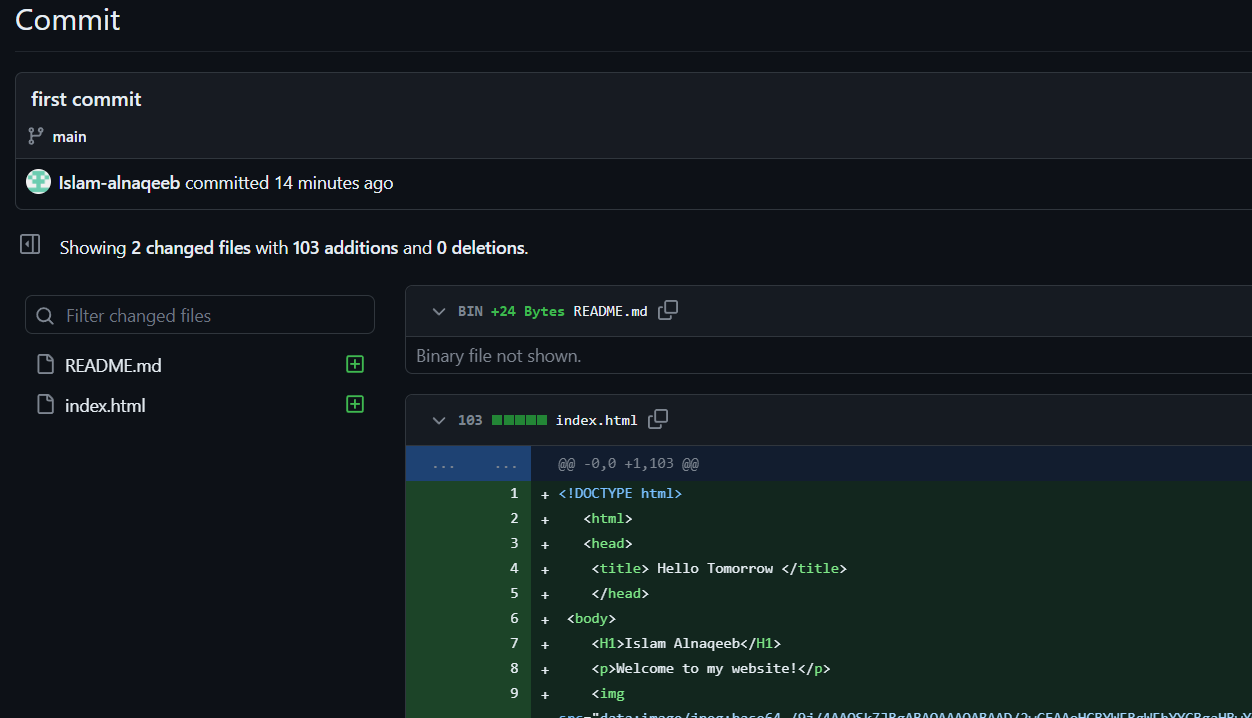 Commit
first commit
main
Islam-alnaqeeb committed 14 minutes ago
Showing 2 changed files with 103 additions and 0 deletions.
Filter changed files
README.md
index.html
BIN +24 Bytes README.md
Binary file not shown.
103 index.html
... ... @@ -0,0 +1,103 @@
1 + <!DOCTYPE html>
2 + <html>
3 + <head>
4 + <title> Hello Tomorrow </title>
5 + </head>
6 + <body>
7 + <H1>Islam Alnaqeeb</H1>
8 + <p>Welcome to my website!</p>
9 + <img